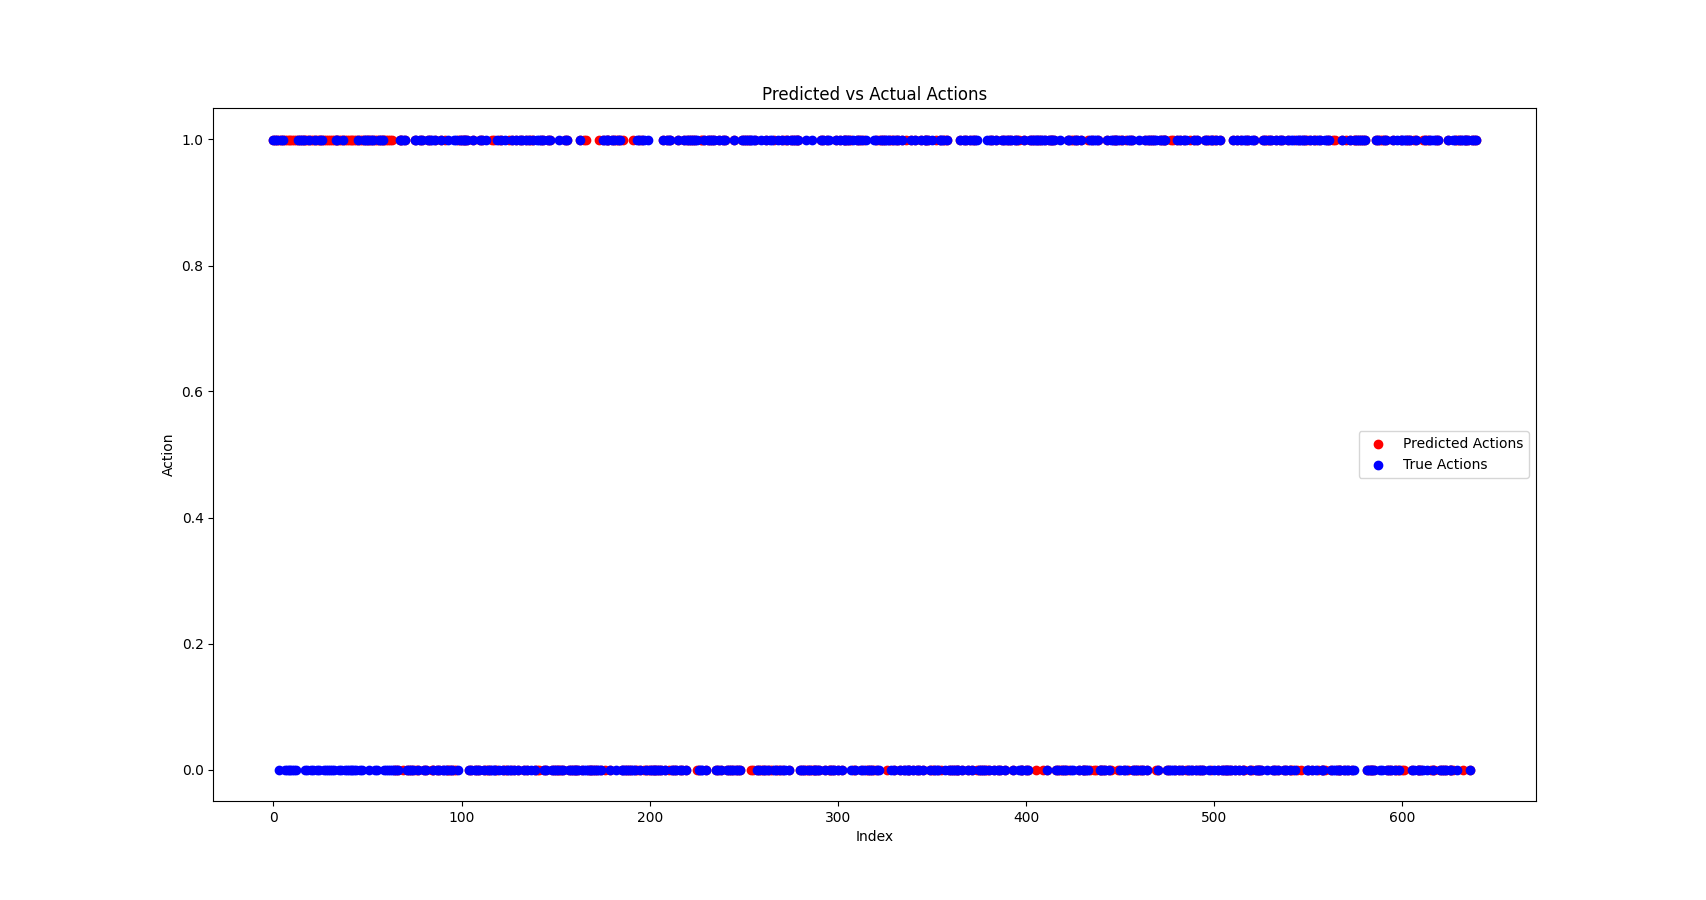 Predicted vs Actual Actions
1.0
0.8
0.6
0.4
0.2
0.0
Action
Predicted Actions
True Actions
0 100 200 300 400 500 600
Index